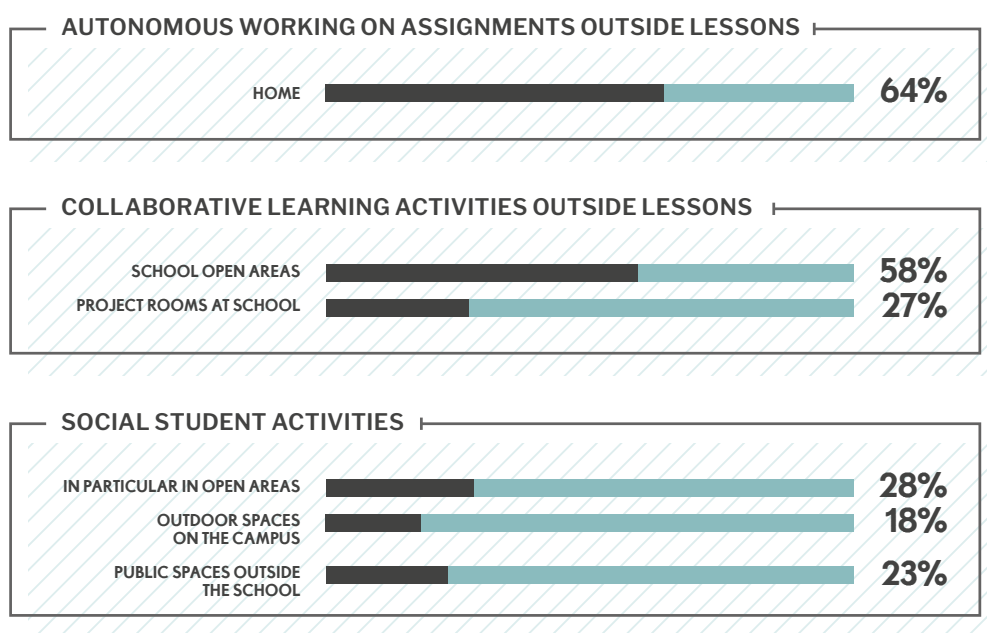 AUTONOMOUS WORKING ON ASSIGNMENTS OUTSIDE LESSONS
HOME 64%
COLLABORATIVE LEARNING ACTIVITIES OUTSIDE LESSONS
SCHOOL OPEN AREAS 58%
PROJECT ROOMS AT SCHOOL 27%
SOCIAL STUDENT ACTIVITIES
IN PARTICULAR IN OPEN AREAS 28%
OUTDOOR SPACES 18%
ON THE CAMPUS
PUBLIC SPACES OUTSIDE 23%
THE SCHOOL